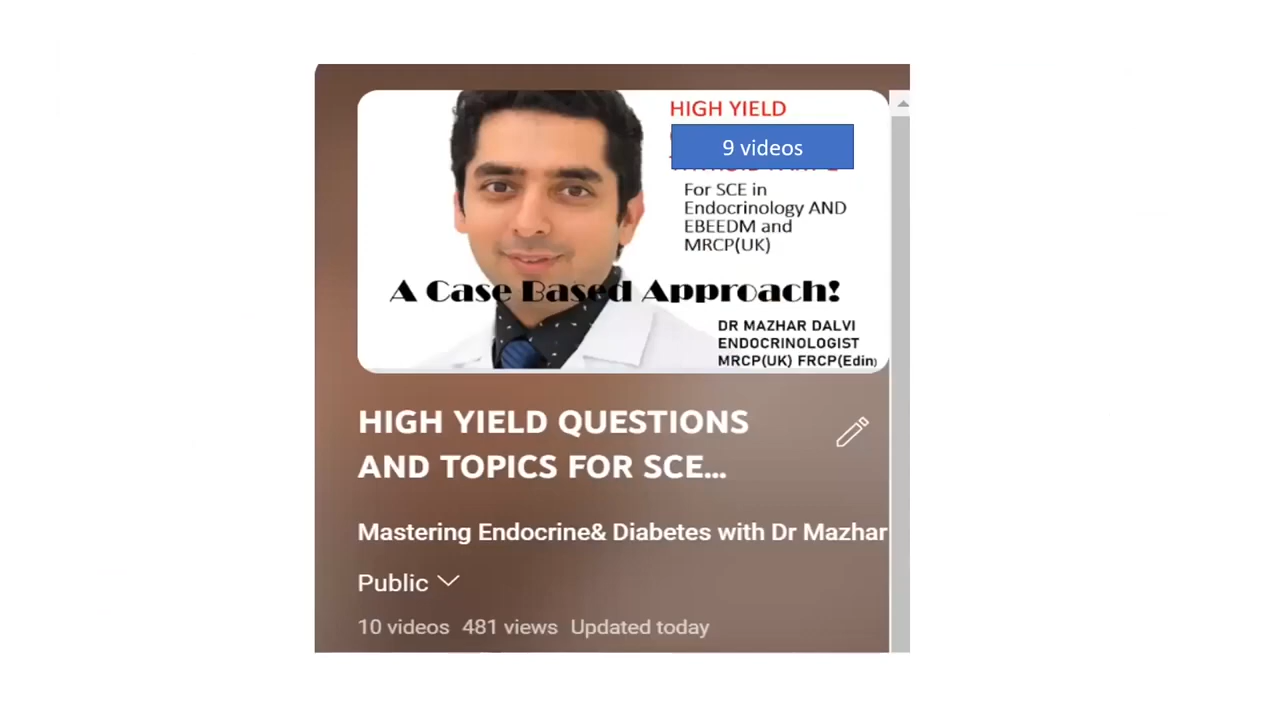 HIGH YIELD
9 videos
For SCE in
Endocrinology AND
EBEEDM and
MRCP(UK)
A Case Based Approach!
DR MAZHAR DALVI
ENDOCRINOLOGIST
MRCP(UK) FRCP(Edin)
HIGH YIELD QUESTIONS
AND TOPICS FOR SCE...
Mastering Endocrine& Diabetes with Dr Mazhar
Public
10 videos 481 views Updated today